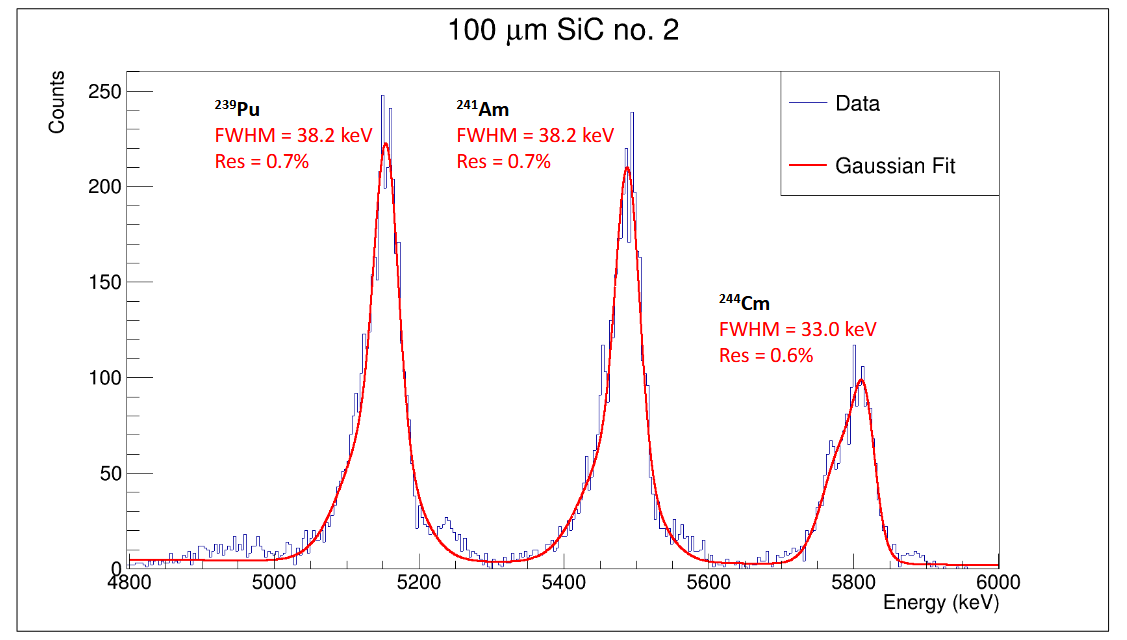 100 μm SiC no. 2
Counts
250
200
150
100
50
0
²³⁹Pu
FWHM = 38.2 keV
Res = 0.7%
²⁴¹Am
FWHM = 38.2 keV
Res = 0.7%
²⁴⁴Cm
FWHM = 33.0 keV
Res = 0.6%
Data
Gaussian Fit
4800 5000 5200 5400 5600 5800 6000
Energy (keV)